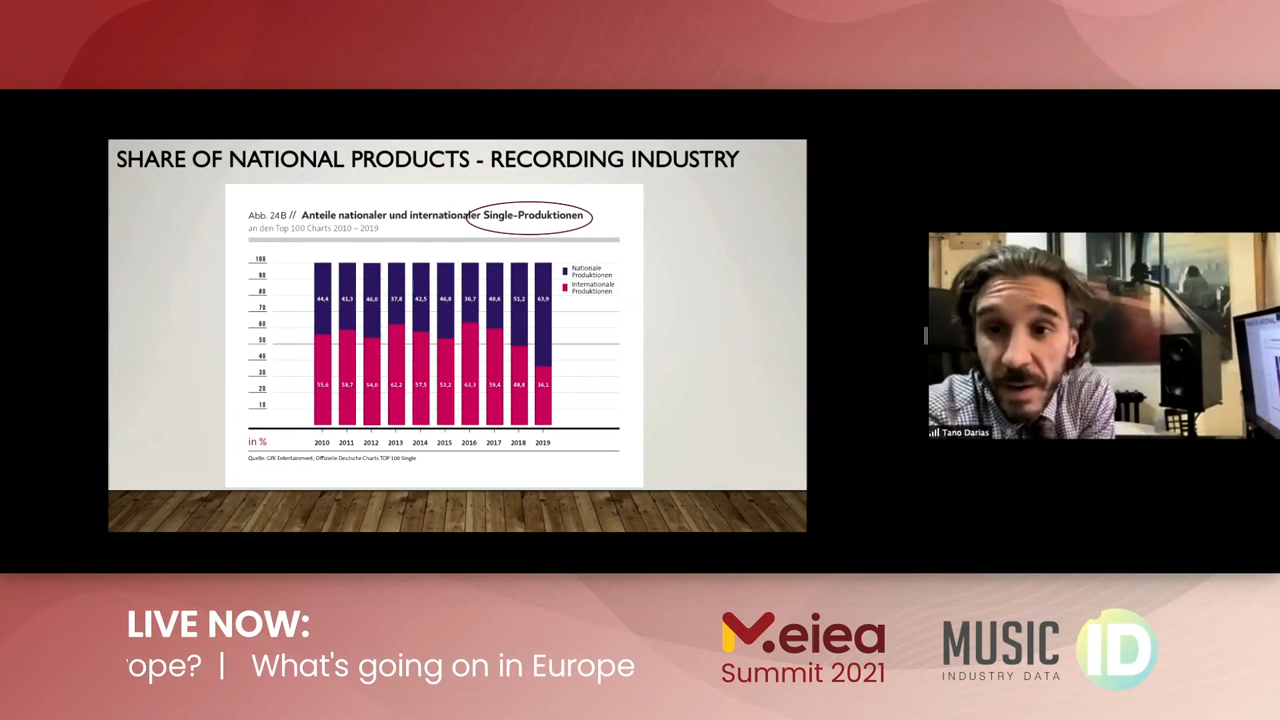 SHARE OF NATIONAL PRODUCTS - RECORDING INDUSTRY
Abb. 24B // Anteile nationaler und internationaler Single-Produktionen
an den Top 100 Charts 2010 – 2019
100
90
80
70
60
50
40
30
20
10
Nationale
Produktionen
Internationale
Produktionen
44,4 41,3 46,0 37,8 42,5 46,8 36,7 40,6 51,2 63,9
55,6 58,7 54,0 62,2 57,5 53,2 63,3 59,4 48,8 36,1
in % 2010 2011 2012 2013 2014 2015 2016 2017 2018 2019
Quelle: GfK Entertainment; Offizielle Deutsche Charts TOP 100 Single
Tano Darias
LIVE NOW:
ope? | What's going on in Europe
.eiea
Summit 2021
MUSIC ID
INDUSTRY DATA